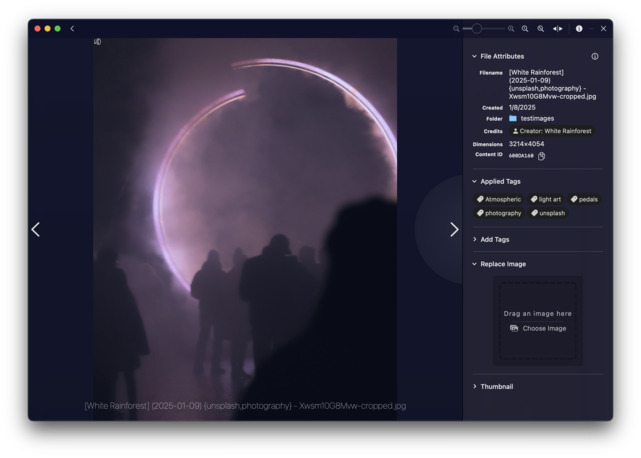 File Attributes
Filename [White Rainforest]
(2025-01-09)
{unsplash,photography} -
Xwsm10G8Mvw-cropped.jpg
Created 1/8/2025
Folder testimages
Credits Creator: White Rainforest
Dimensions 3214×4054
Content ID 600DA160
Applied Tags
Atmospheric light art pedals
photography unsplash
Add Tags
Replace Image
Drag an image here
Choose Image
Thumbnail
[White Rainforest] (2025-01-09) {unsplash,photography} - Xwsm10G8Mvw-cropped.jpg